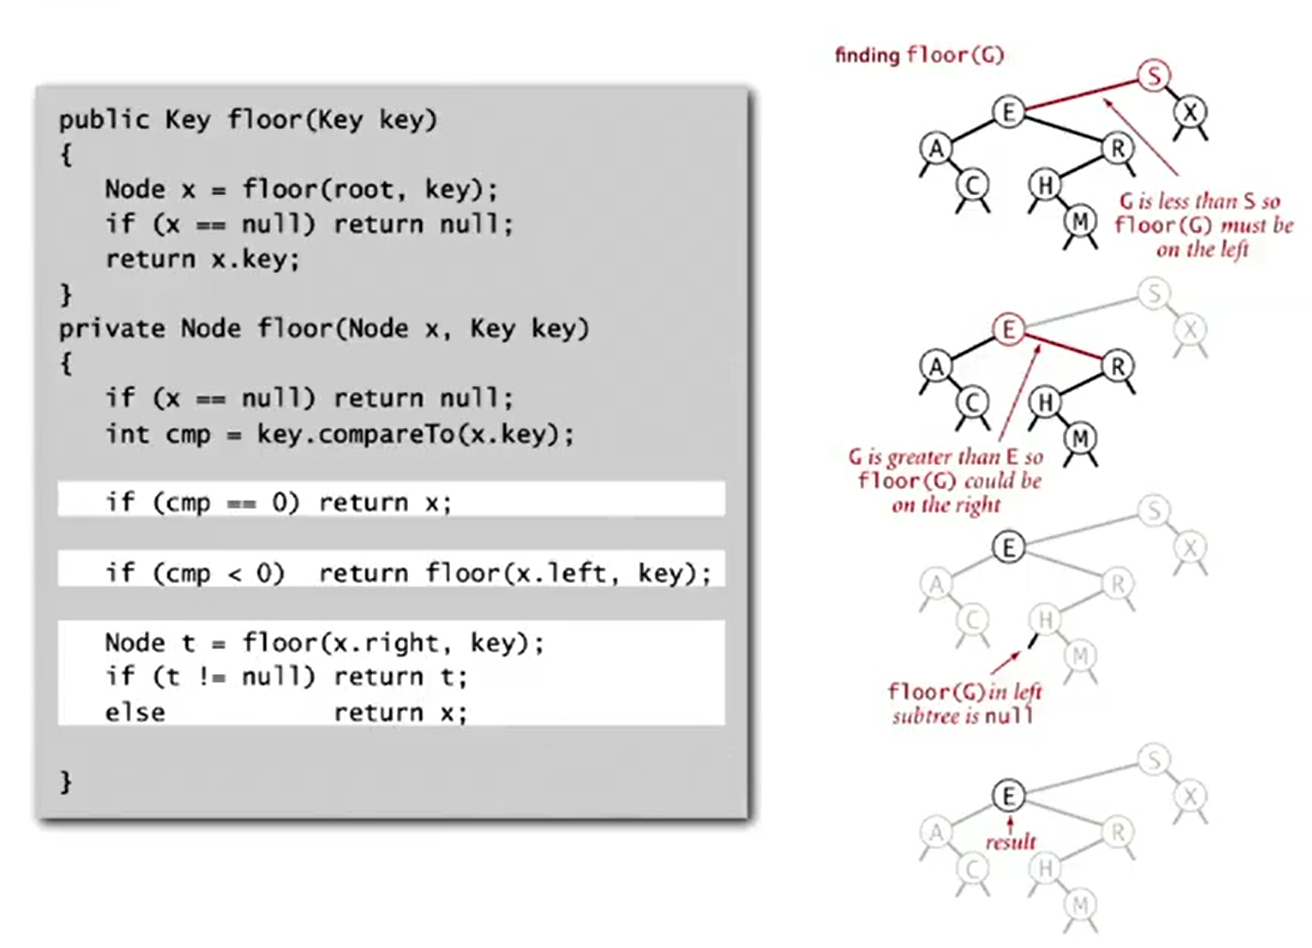 public Key floor(Key key)
{
Node x = floor(root, key);
if (x == null) return null;
return x.key;
}
private Node floor(Node x, Key key)
{
if (x == null) return null;
int cmp = key.compareTo(x.key);
if (cmp == 0) return x;
if (cmp < 0) return floor(x.left, key);
Node t = floor(x.right, key);
if (t != null) return t;
else return x;
}
finding floor(G)
S
E
X
A
R
C
H
M
G is less than S so
floor(G) must be
on the left
S
E
X
A
R
C
H
M
G is greater than E so
floor(G) could be
on the right
S
E
X
A
R
C
H
M
floor(G) in left
subtree is null
S
E
X
A
R
result
C
H
M